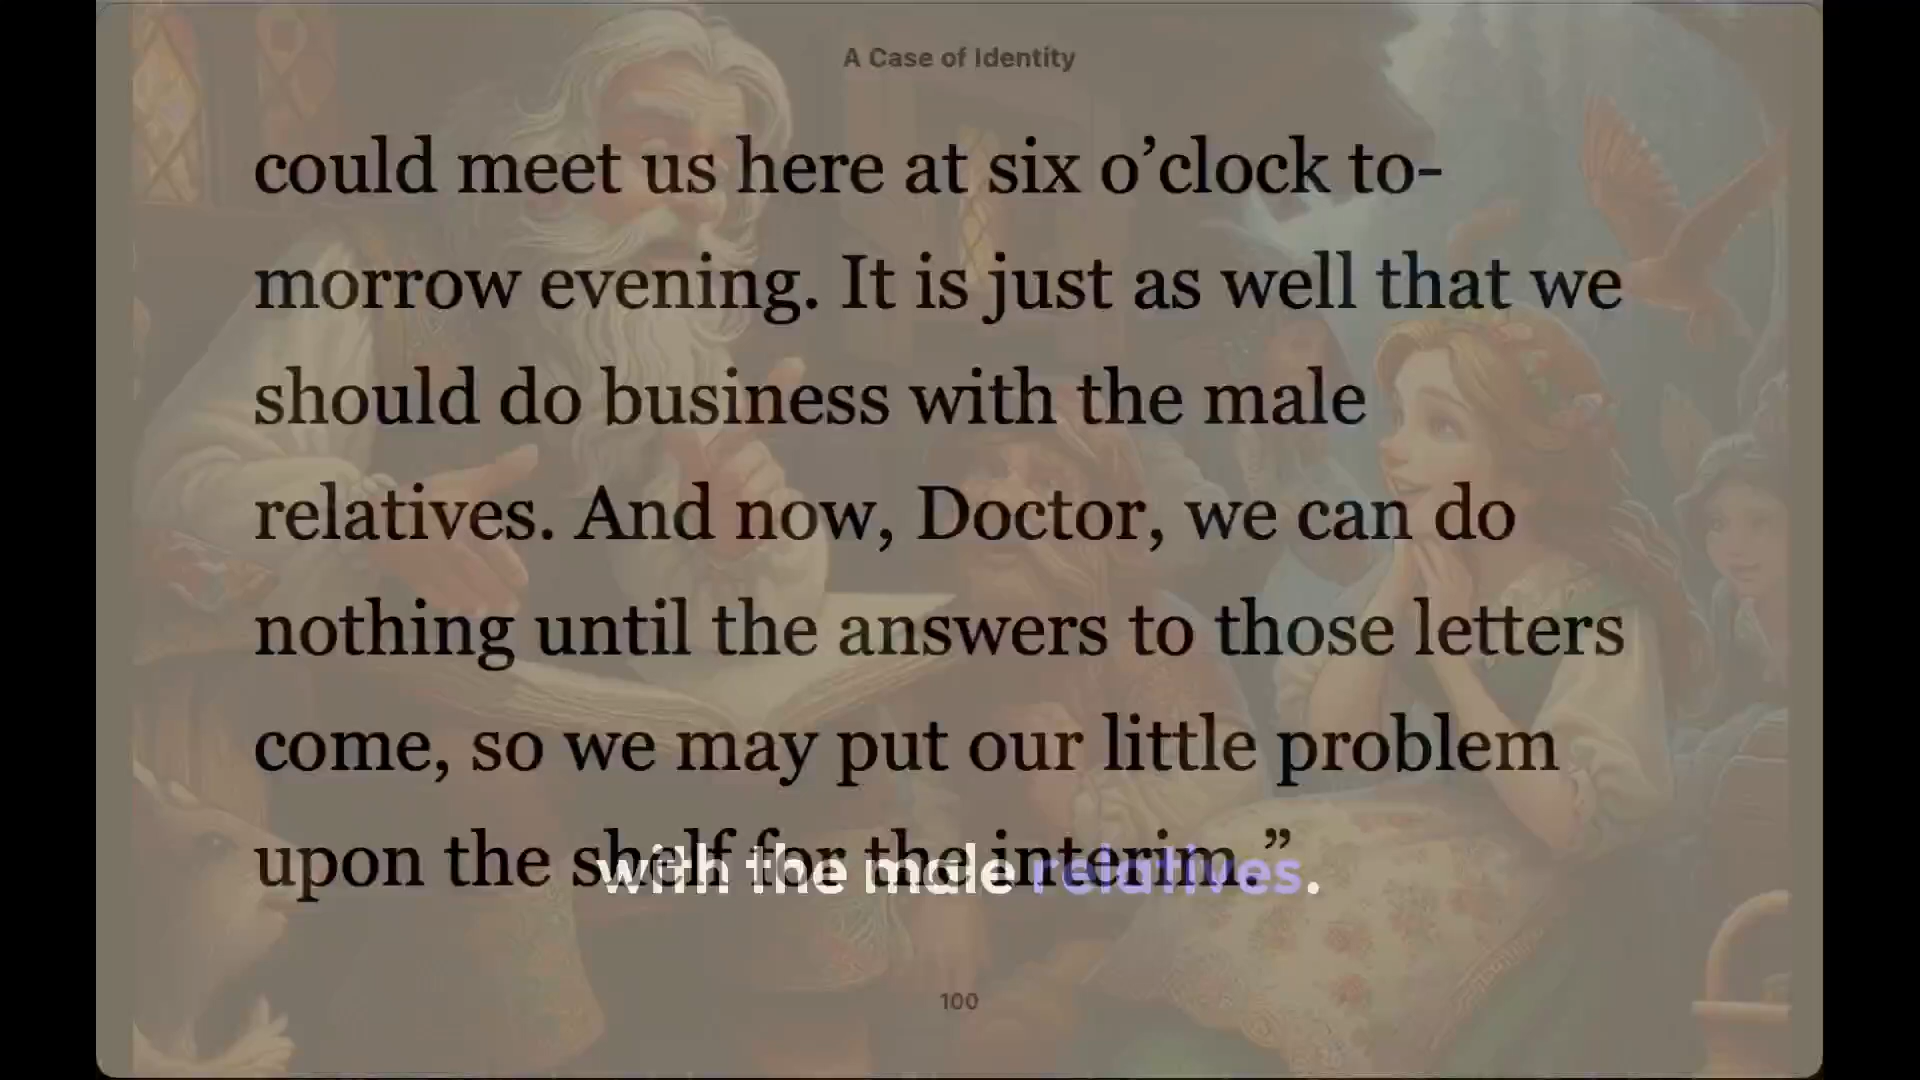 A Case of Identity
could meet us here at six o’clock to-
morrow evening. It is just as well that we
should do business with the male
relatives. And now, Doctor, we can do
nothing until the answers to those letters
come, so we may put our little problem
upon the shelf for the interim.”
with the male relatives.
100